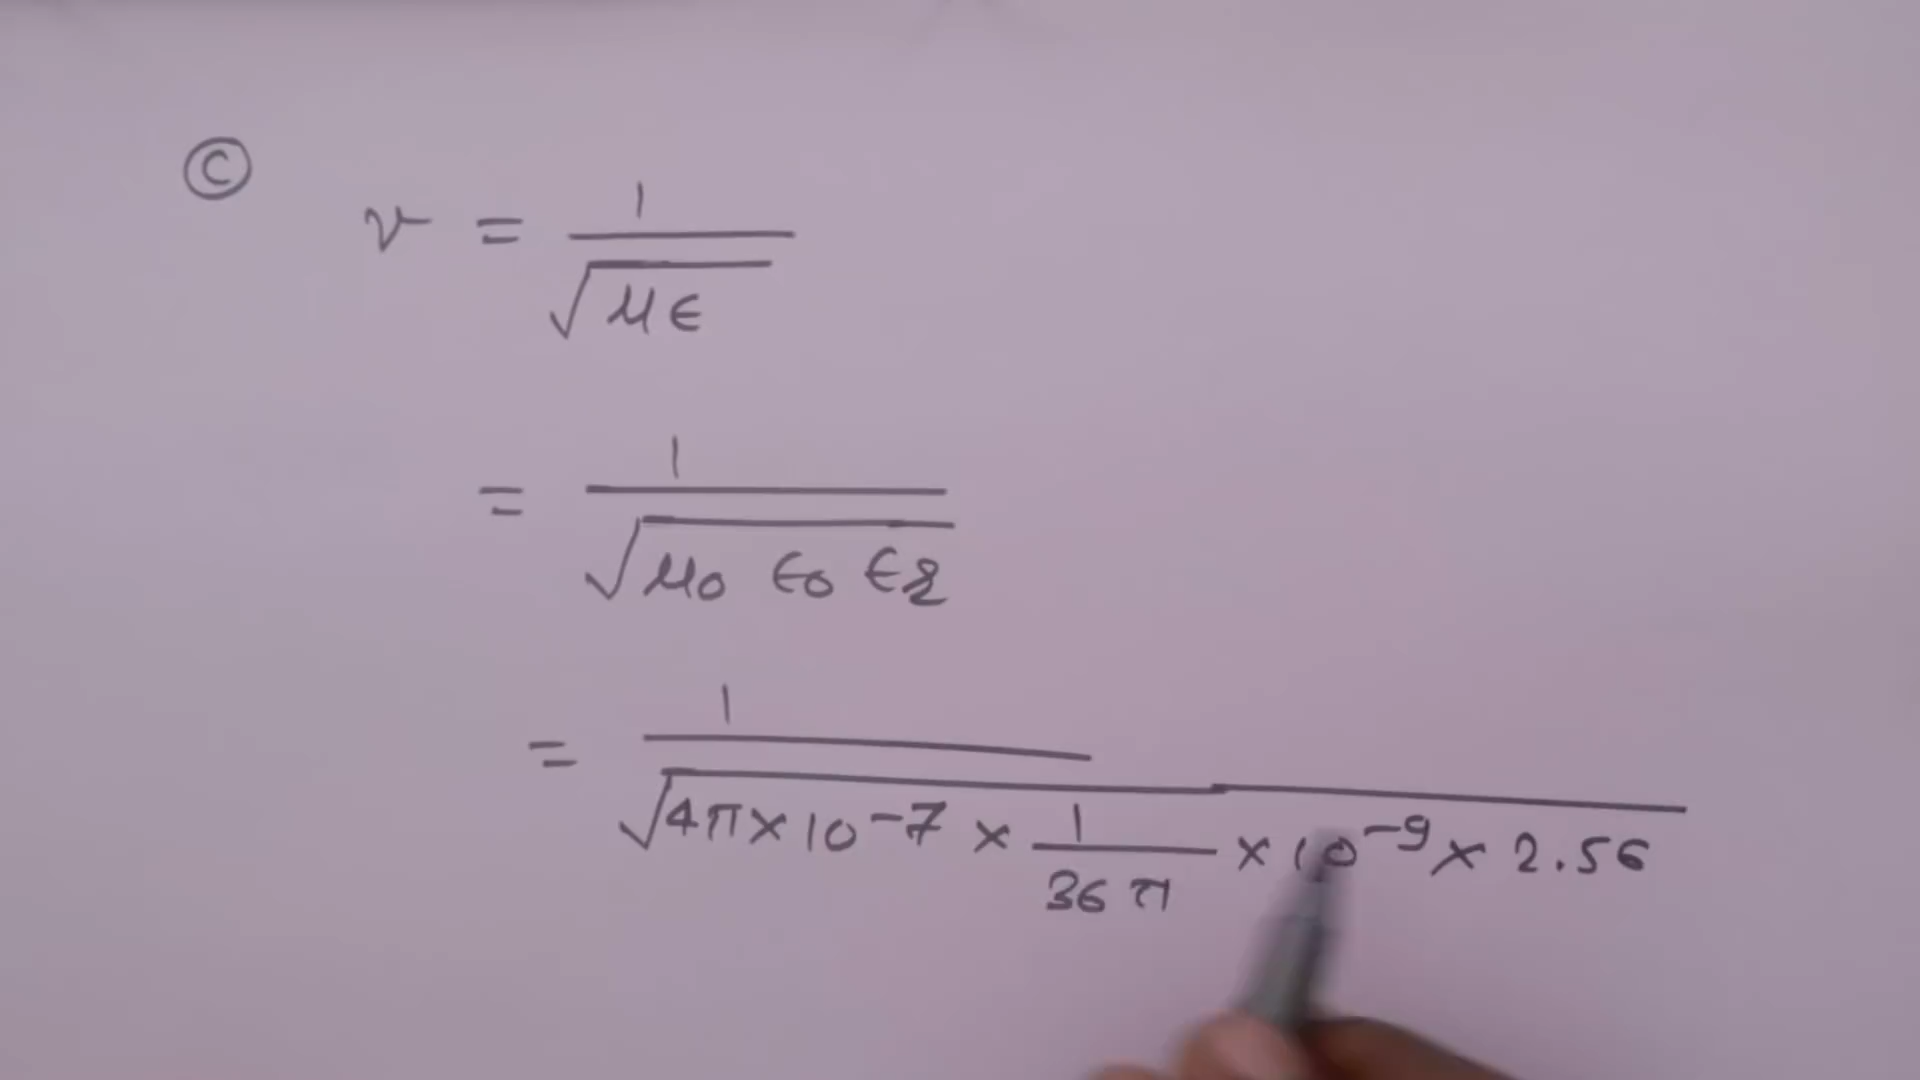 ©
v = 1 / √με
= 1 / √μ0 ε0 εr
= 1 / √4π×10^-7 × 1/36π × 10^-9 × 2.56